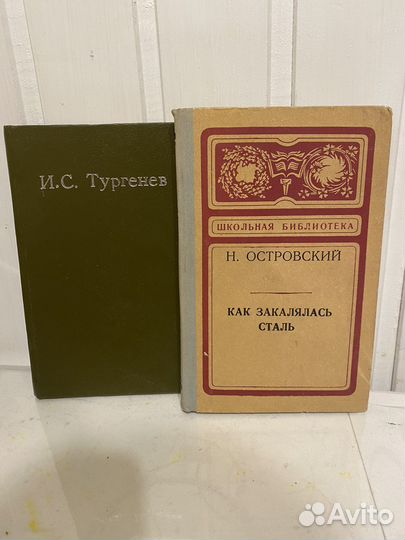 И.С. Тургенев
ШКОЛЬНАЯ БИБЛИОТЕКА
Н. ОСТРОВСКИЙ
КАК ЗАКАЛЯЛАСЬ
СТАЛЬ
Avito